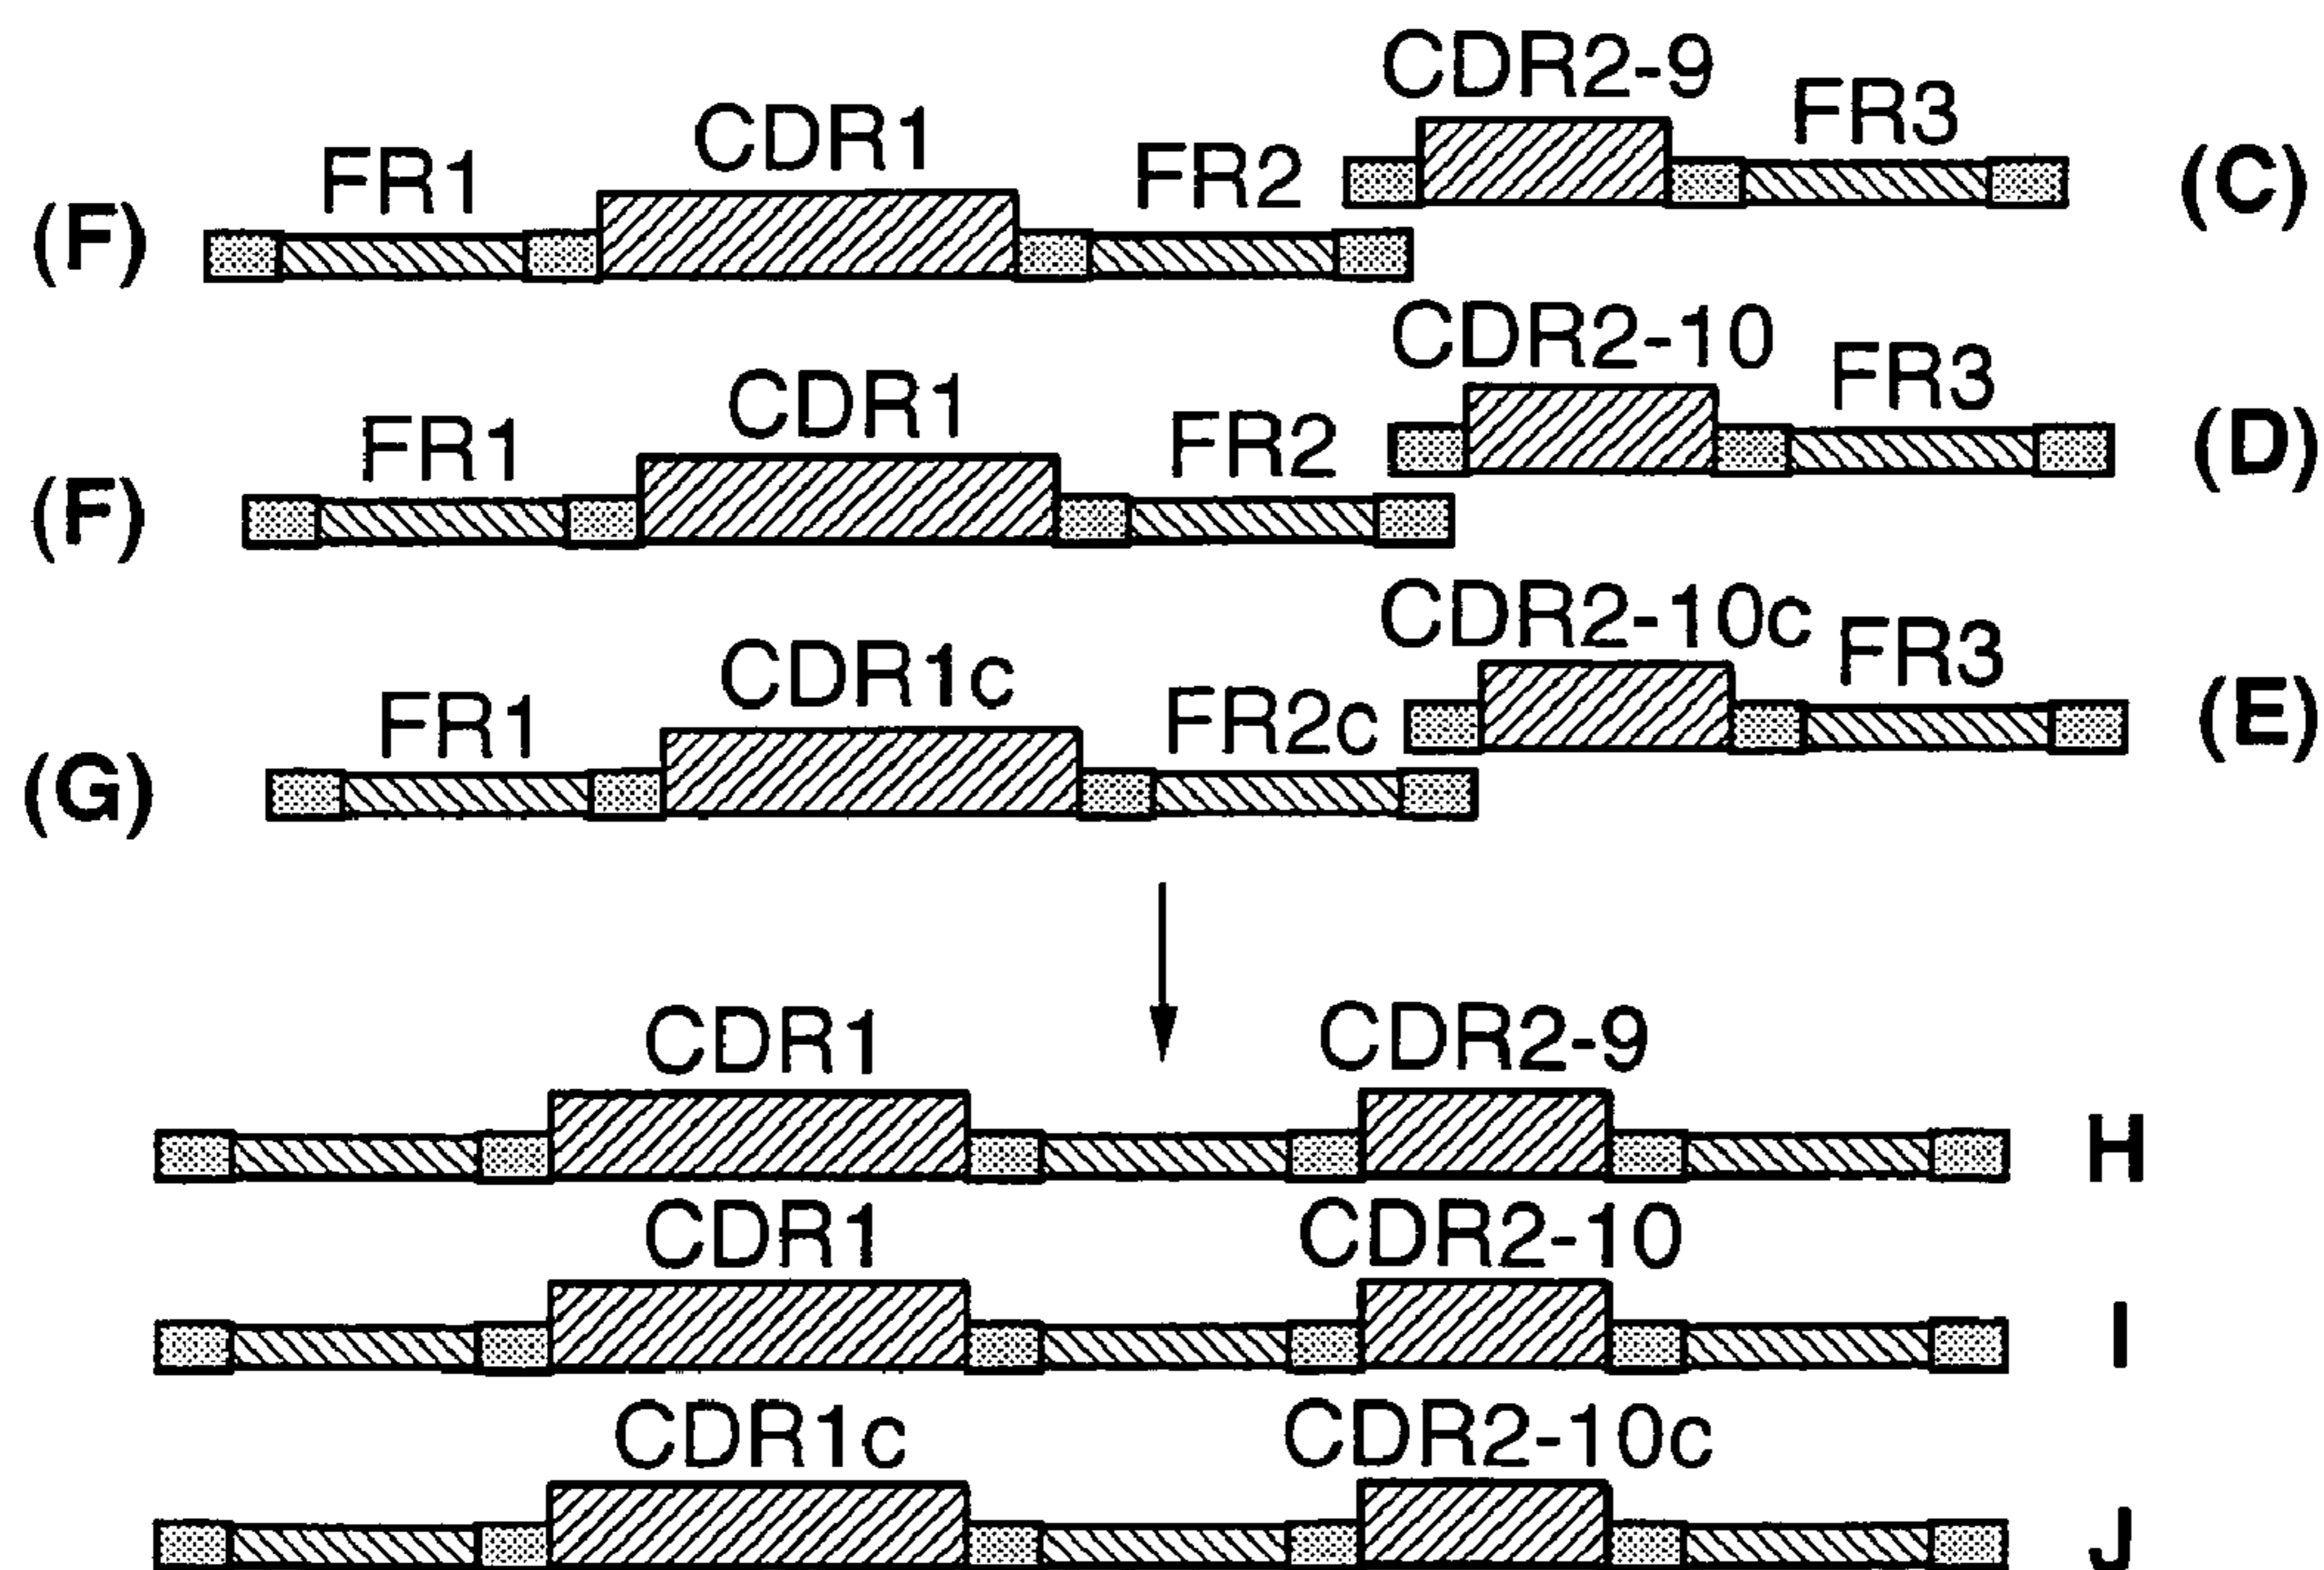 CDR2-9
FR1 CDR1 FR2 FR3
(F) (C)
CDR2-10
FR1 CDR1 FR2 FR3
(F) (D)
CDR2-10c
FR1 CDR1c FR2c FR3
(G) (E)
CDR1 CDR2-9
H
CDR1 CDR2-10
I
CDR1c CDR2-10c
J